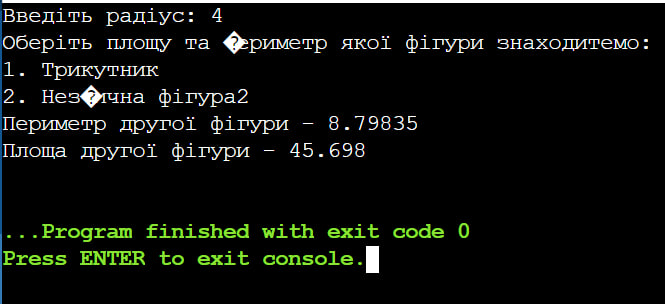 Введіть радіус: 4
Оберіть площу та �ериметр якої фігури знаходитемо:
1. Трикутник
2. Нез�ична фігура2
Периметр другої фігури – 8.79835
Площа другої фігури – 45.698
...Program finished with exit code 0
Press ENTER to exit console.